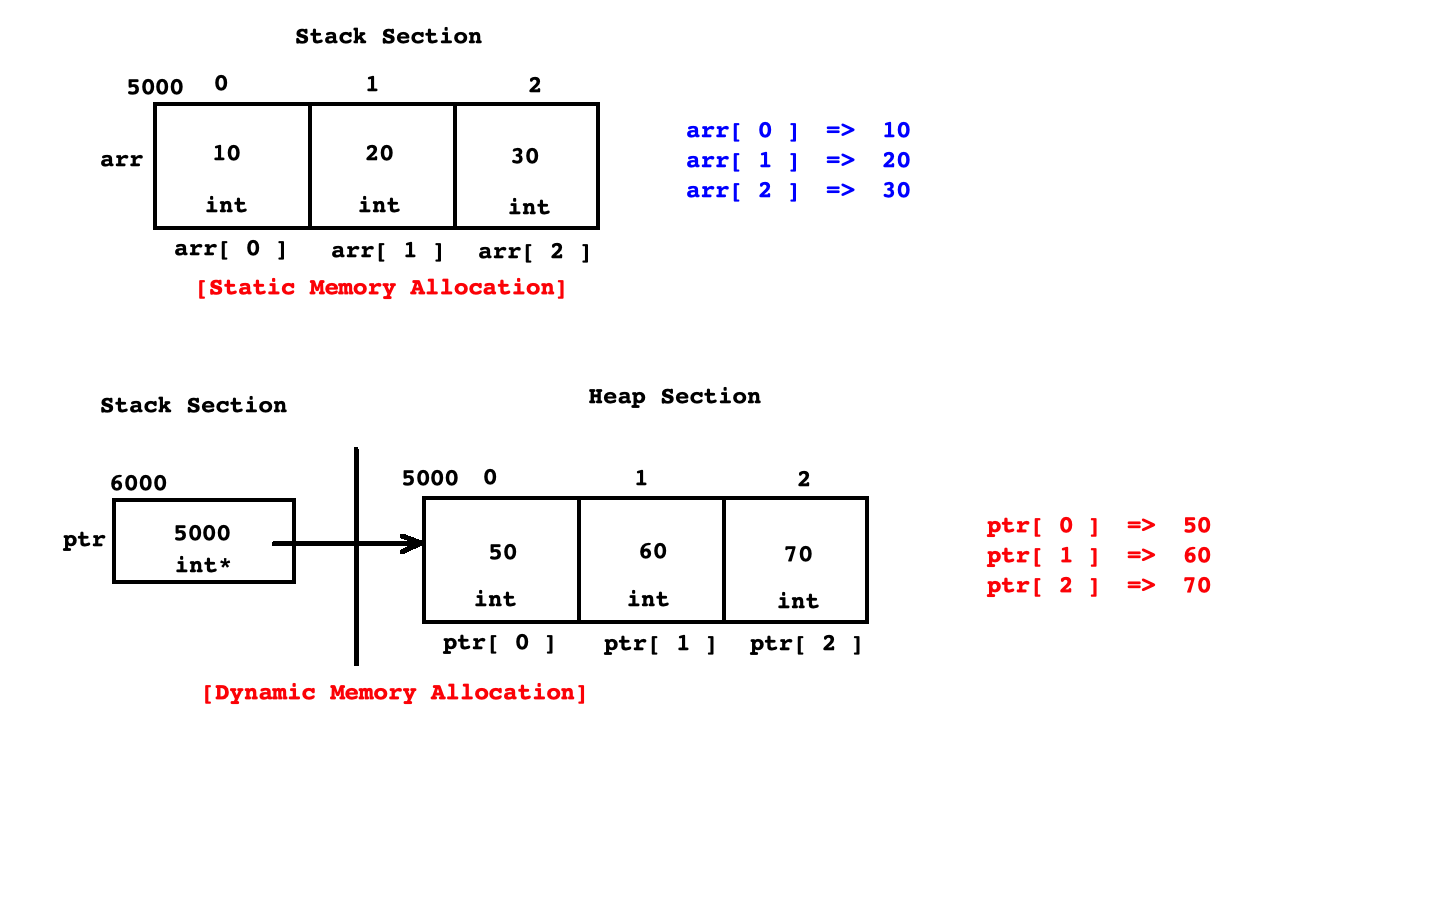 Stack Section
5000 0 1 2
arr[ 0 ] => 10
arr[ 1 ] => 20
arr[ 2 ] => 30
arr 10 20 30
int int int
arr[ 0 ] arr[ 1 ] arr[ 2 ]
[Static Memory Allocation]
Stack Section
Heap Section
6000
5000 0 1 2
ptr 5000
int*
50 60 70
int int int
ptr[ 0 ] ptr[ 1 ] ptr[ 2 ]
ptr[ 0 ] => 50
ptr[ 1 ] => 60
ptr[ 2 ] => 70
[Dynamic Memory Allocation]